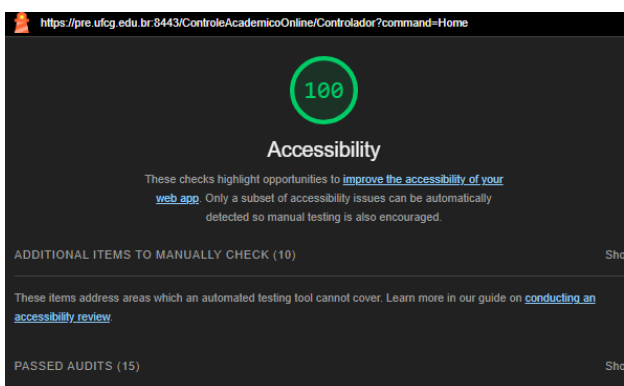 https://pre.ufcg.edu.br:8443/ControleAcademicoOnline/Controlador?command=Home
100
Accessibility
These checks highlight opportunities to improve the accessibility of your
web app. Only a subset of accessibility issues can be automatically
detected so manual testing is also encouraged.
ADDITIONAL ITEMS TO MANUALLY CHECK (10) Sho
These items address areas which an automated testing tool cannot cover. Learn more in our guide on conducting an
accessibility review.
PASSED AUDITS (15) Sho